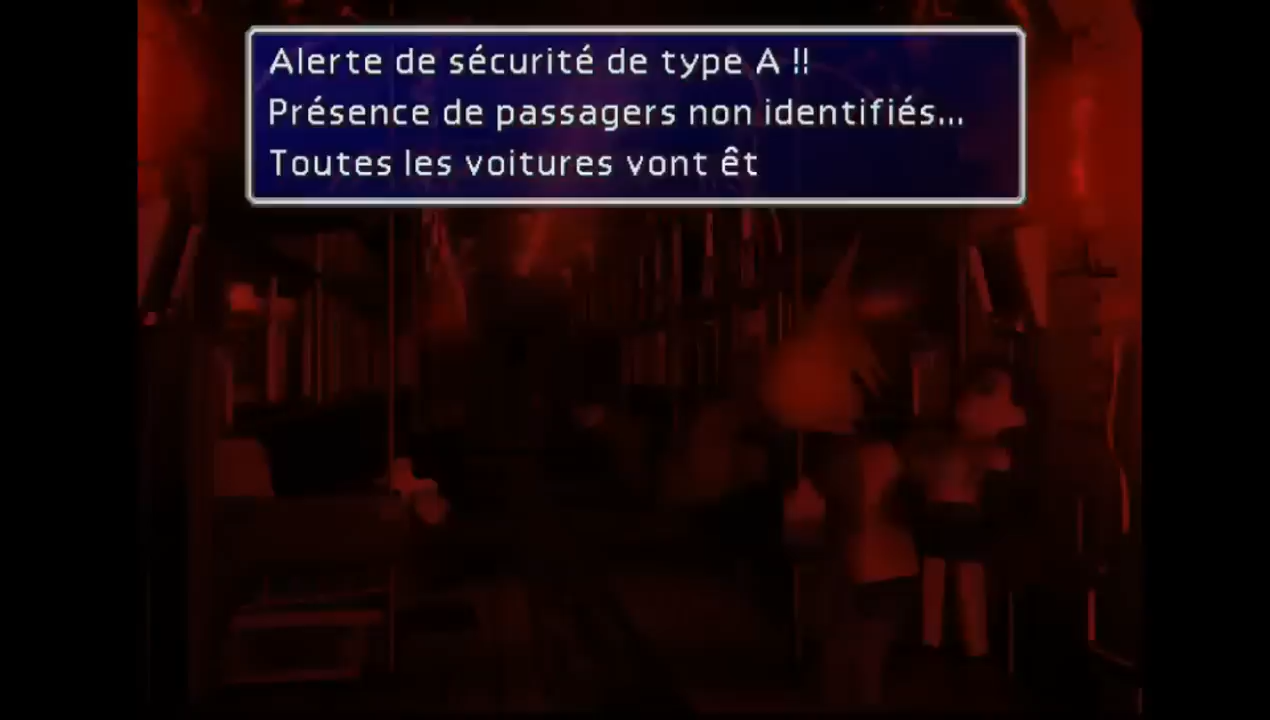 Alerte de sécurité de type A !!
Présence de passagers non identifiés...
Toutes les voitures vont êt